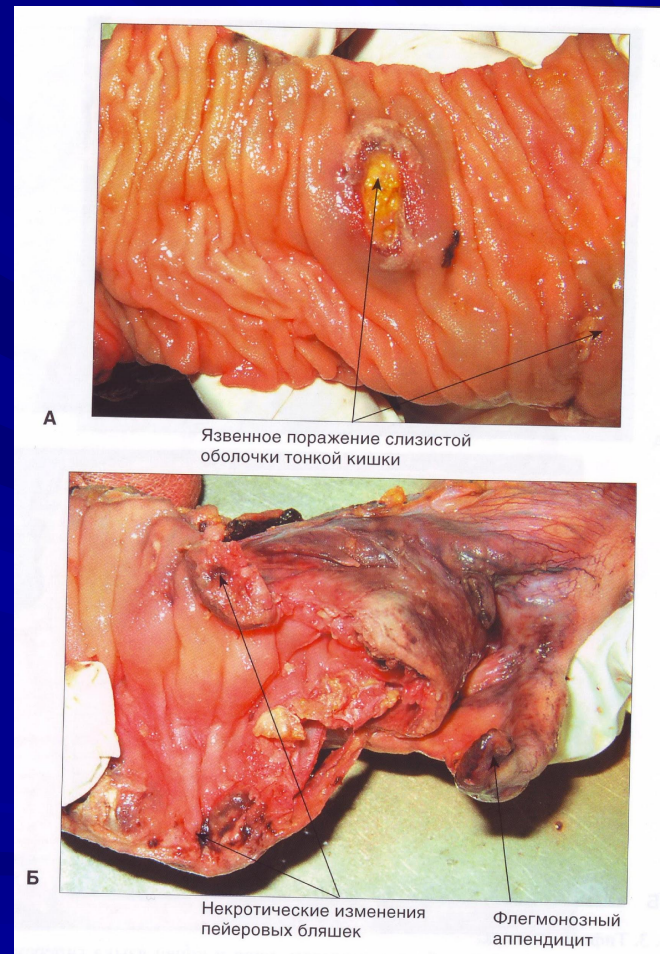 А
Язвенное поражение слизистой
оболочки тонкой кишки
Б
Некротические изменения
пейеровых бляшек
Флегмонозный
аппендицит